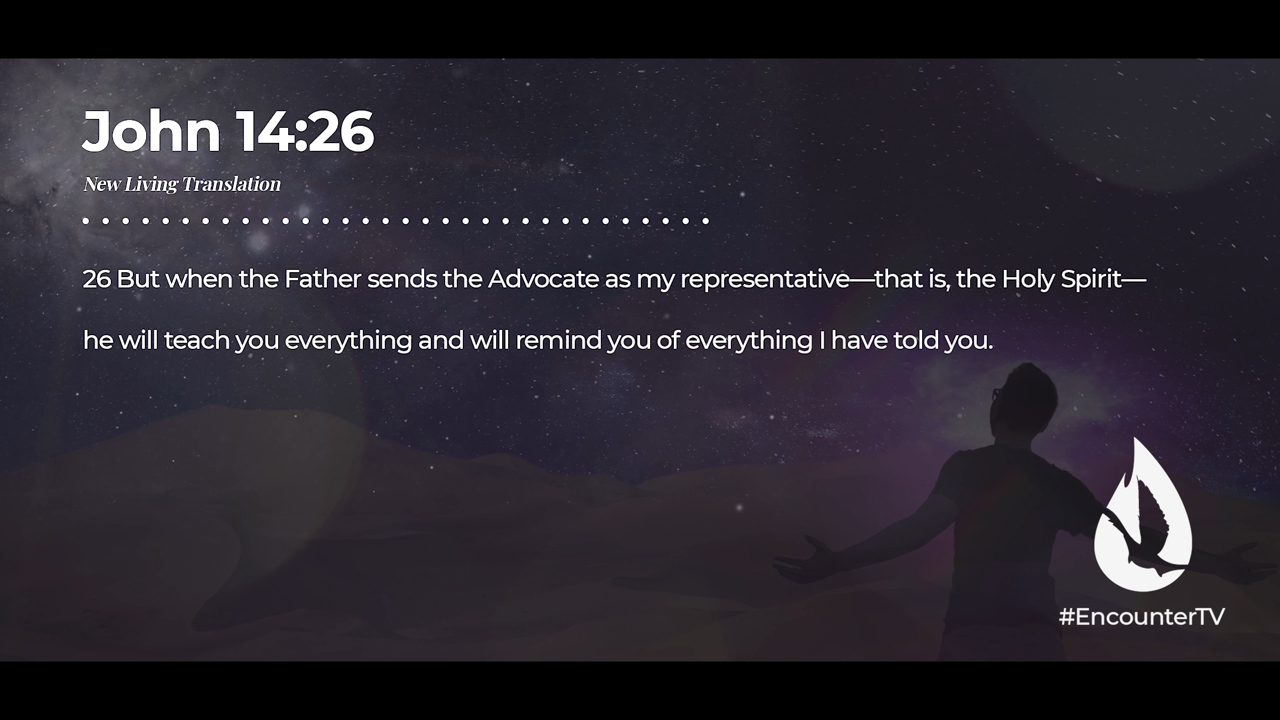 John 14:26
New Living Translation
26 But when the Father sends the Advocate as my representative—that is, the Holy Spirit—
he will teach you everything and will remind you of everything I have told you.
#EncounterTV